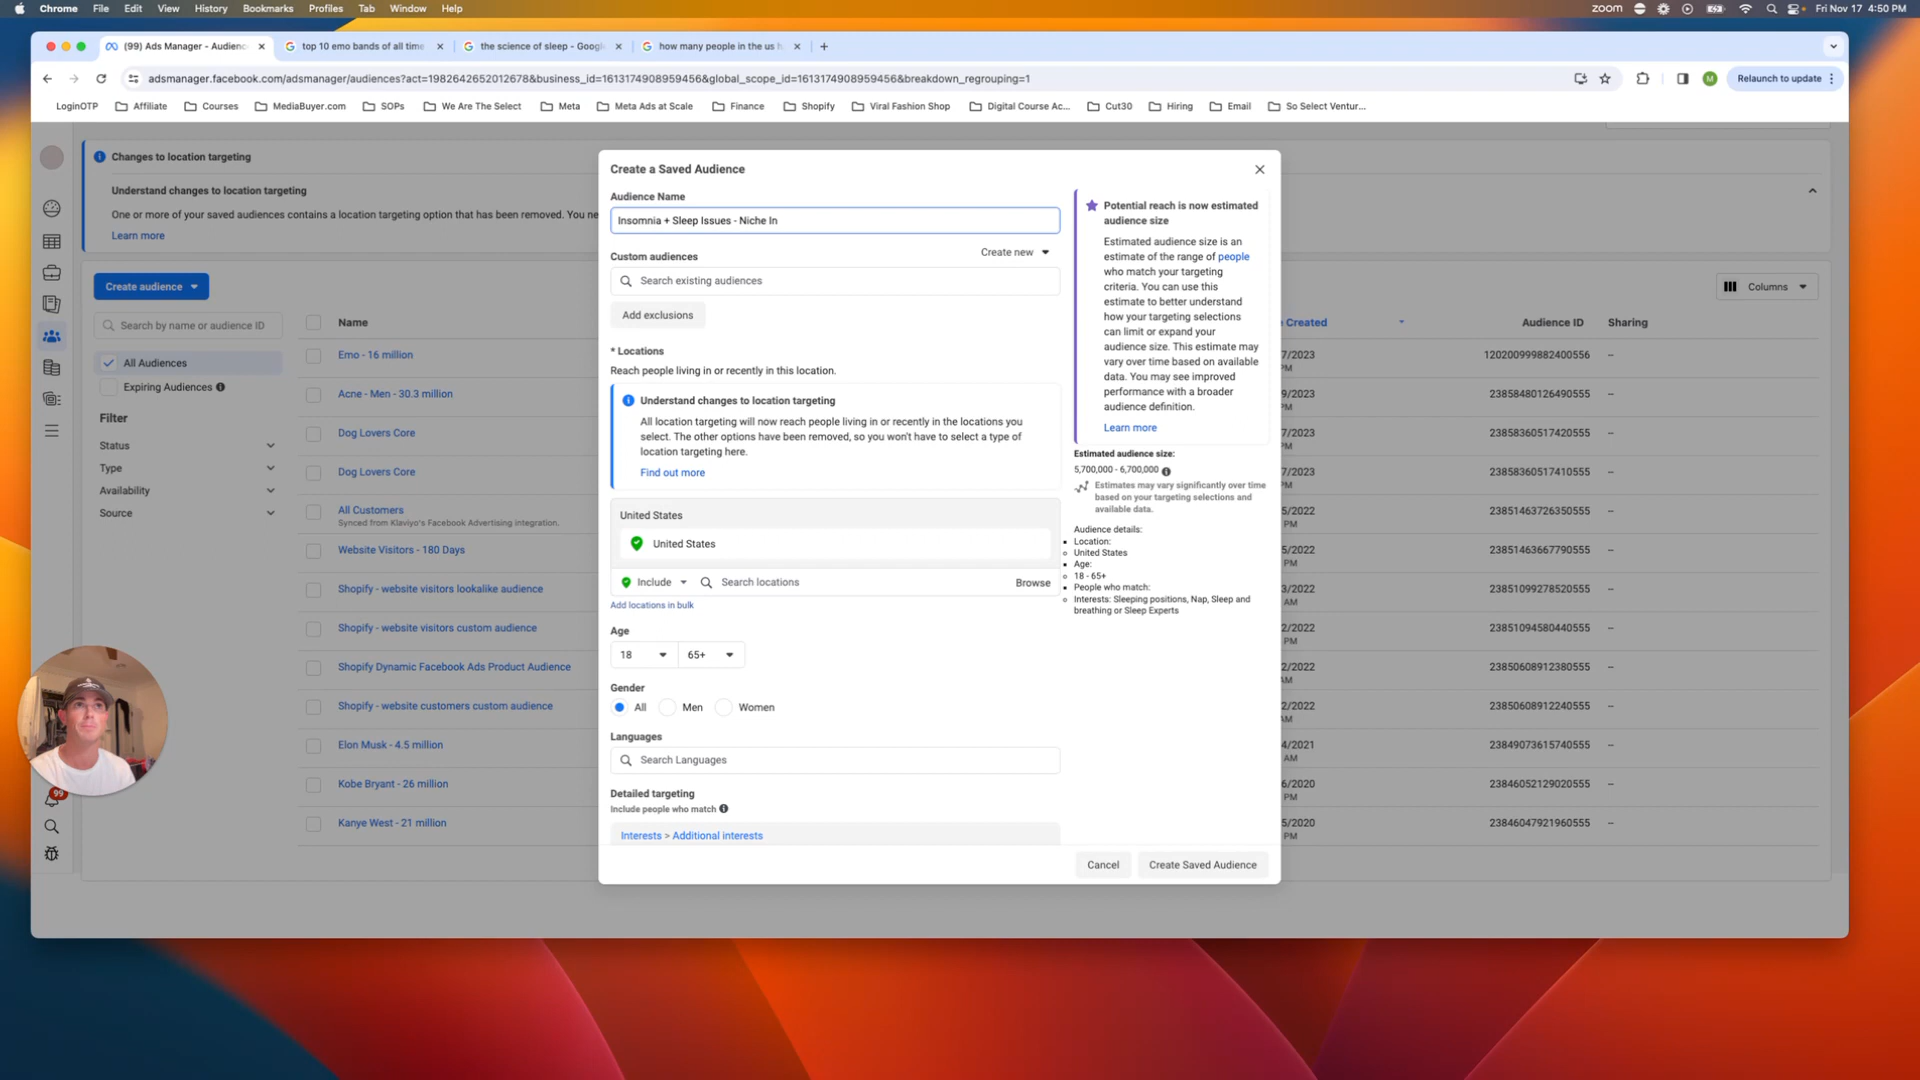 Chrome File Edit View History Bookmarks Profiles Tab Window Help zoom Fri Nov 17 4:50 PM
(99) Ads Manager - Audienc top 10 emo bands of all time the science of sleep - Googl how many people in the us h
adsmanager.facebook.com/adsmanager/audiences?act=1982642652012678&business_id=1613174908959456&global_scope_id=1613174908959456&breakdown_regrouping=1 M Relaunch to update
LoginOTP Affiliate Courses MediaBuyer.com SOPs We Are The Select Meta Meta Ads at Scale Finance Shopify Viral Fashion Shop Digital Course Ac... Cut30 Hiring Email So Select Ventur...
Changes to location targeting
Understand changes to location targeting
One or more of your saved audiences contains a location targeting option that has been removed. You ne
Learn more
Create audience
Columns
Search by name or audience ID
All Audiences
Expiring Audiences
Filter
Status
Type
Availability
Source
99
Name
Emo - 16 million
Acne - Men - 30.3 million
Dog Lovers Core
Dog Lovers Core
All Customers
Synced from Klaviyo's Facebook Advertising integration.
Website Visitors - 180 Days
Shopify - website visitors lookalike audience
Shopify - website visitors custom audience
Shopify Dynamic Facebook Ads Product Audience
Shopify - website customers custom audience
Elon Musk - 4.5 million
Kobe Bryant - 26 million
Kanye West - 21 million
Create a Saved Audience
Audience Name
Insomnia + Sleep Issues - Niche In
Custom audiences
Create new
Search existing audiences
Add exclusions
* Locations
Reach people living in or recently in this location.
Understand changes to location targeting
All location targeting will now reach people living in or recently in the locations you
select. The other options have been removed, so you won't have to select a type of
location targeting here.
Find out more
United States
United States
Include Search locations Browse
Add locations in bulk
Age
18 65+
Gender
All Men Women
Languages
Search Languages
Detailed targeting
Include people who match
Interests > Additional interests
Potential reach is now estimated
audience size
Estimated audience size is an
estimate of the range of people
who match your targeting
criteria. You can use this
estimate to better understand
how your targeting selections
can limit or expand your
audience size. This estimate may
vary over time based on available
data. You may see improved
performance with a broader
audience definition.
Learn more
Estimated audience size:
5,700,000 - 6,700,000
Estimates may vary significantly over time
based on your targeting selections and
available data.
Audience details:
Location:
United States
Age:
18 - 65+
People who match:
Interests: Sleeping positions, Nap, Sleep and
breathing or Sleep Experts
Cancel Create Saved Audience
Created Audience ID Sharing
7/2023 120200999882400556 --
PM
9/2023 23858480126490555 --
PM
7/2023 23858360517420555 --
PM
7/2023 23858360517410555 --
PM
5/2022 23851463726350555 --
PM
5/2022 23851463667790555 --
PM
3/2022 23851099278520555 --
AM
2/2022 23851094580440555 --
PM
2/2022 23850608912380555 --
AM
2/2022 23850608912240555 --
AM
4/2021 23849073615740555 --
AM
6/2020 23846052129020555 --
PM
5/2020 23846047921960555 --
PM